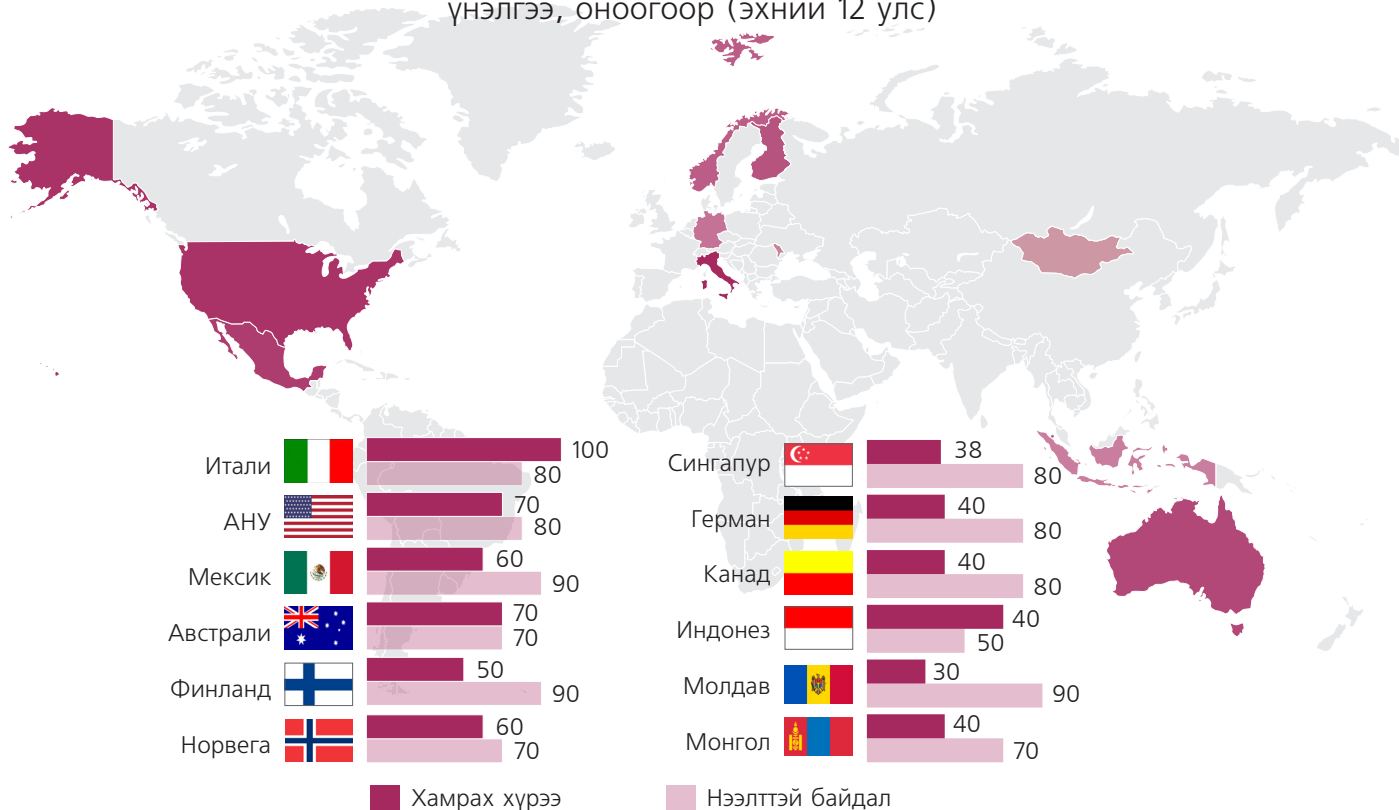 үнэлгээ, оноогоор (эхний 12 улс)
Итали 100
80
АНУ 70
80
Мексик 60
90
Австрали 70
70
Финланд 50
90
Норвега 60
70
Сингапур 38
80
Герман 40
80
Канад 40
80
Индонез 40
50
Молдав 30
90
Монгол 40
70
Хамрах хүрээ Нээлттэй байдал